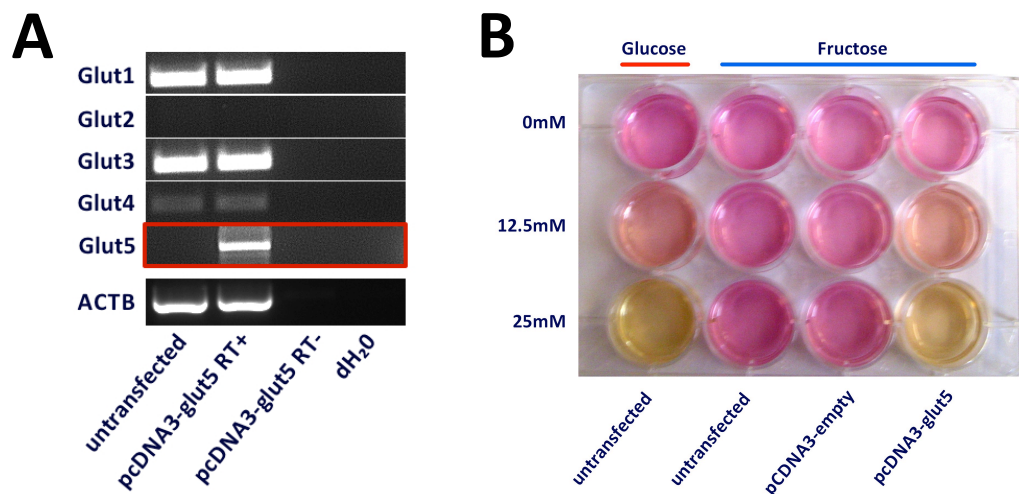 A
Glut1
Glut2
Glut3
Glut4
Glut5
ACTB
untransfected
pcDNA3-glut5 RT+
pcDNA3-glut5 RT-
dH₂0
B
Glucose
Fructose
0mM
12.5mM
25mM
untransfected
untransfected
pCDNA3-empty
pcDNA3-glut5